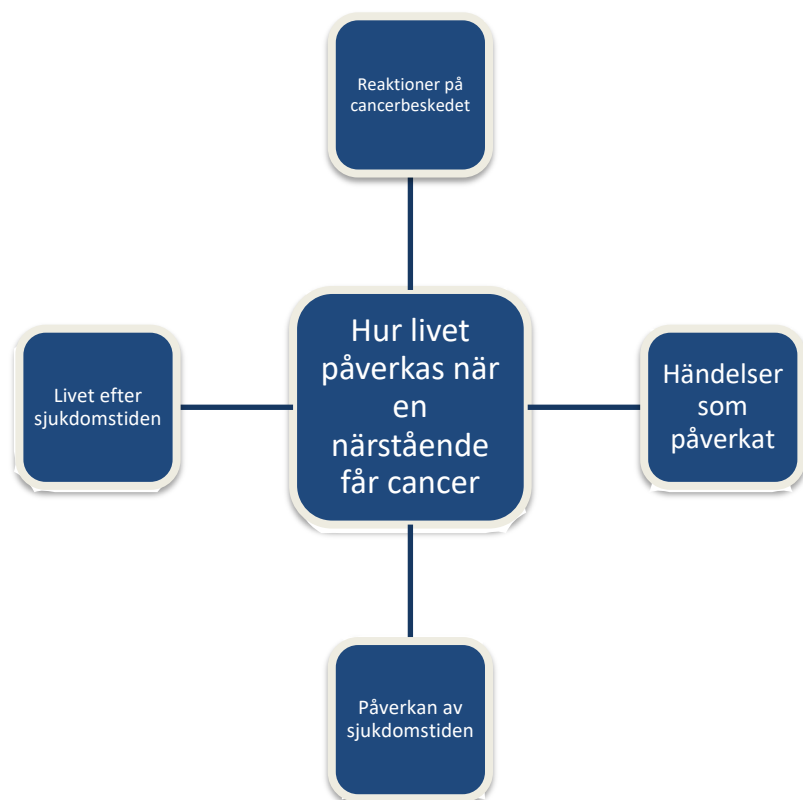 Reaktioner på
cancerbeskedet
Hur livet
påverkas när
en
närstående
får cancer
Livet efter
sjukdomstiden
Händelser
som
påverkat
Påverkan av
sjukdomstiden